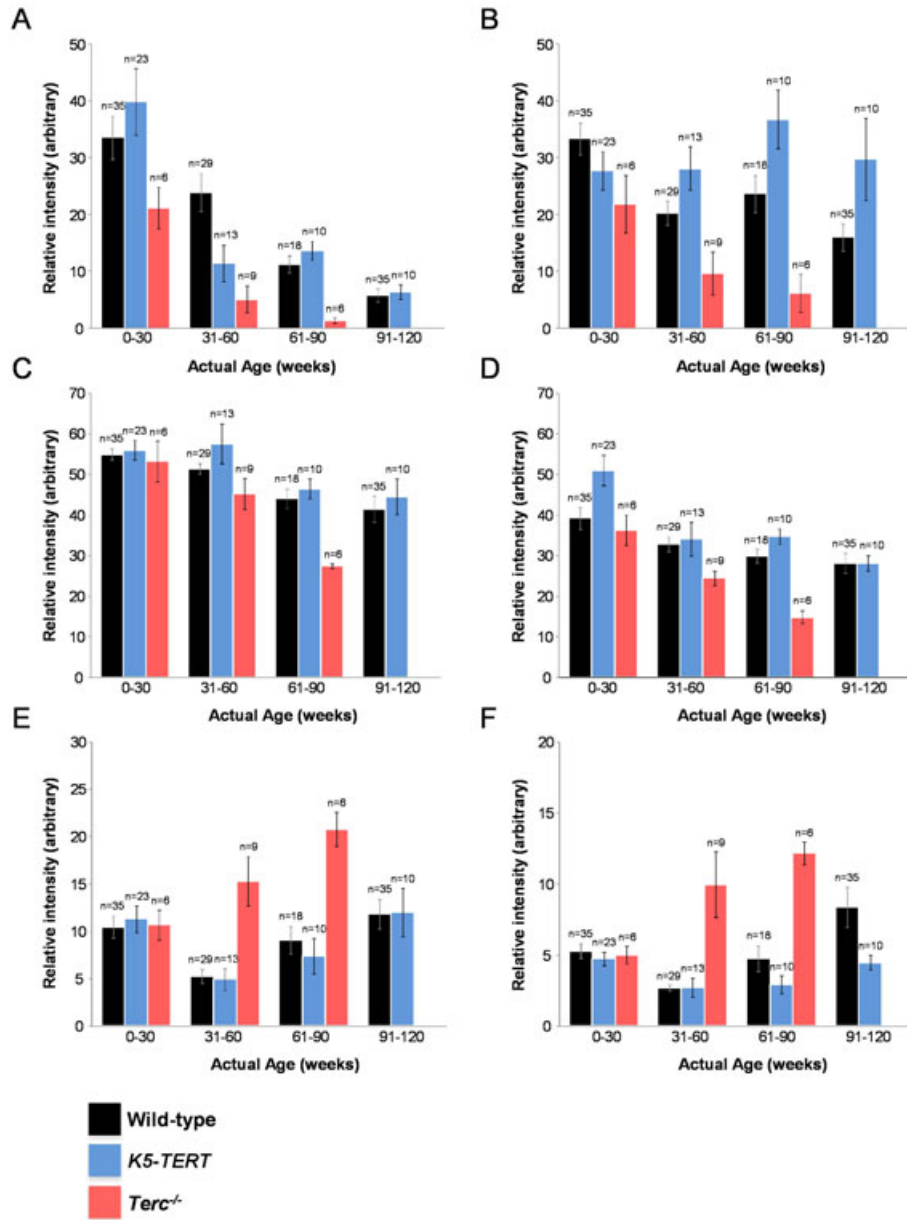 A
50
40
30
20
10
0
Relative intensity (arbitrary)
n=35
n=23
n=6
n=29
n=13
n=9
n=18
n=10
n=6
n=35
n=10
0-30
31-60
61-90
91-120
Actual Age (weeks)
B
50
40
30
20
10
0
Relative intensity (arbitrary)
n=35
n=23
n=6
n=29
n=13
n=9
n=18
n=10
n=6
n=35
n=10
0-30
31-60
61-90
91-120
Actual Age (weeks)
C
70
60
50
40
30
20
10
0
Relative intensity (arbitrary)
n=35
n=23
n=6
n=29
n=13
n=9
n=18
n=10
n=6
n=35
n=10
0-30
31-60
61-90
91-120
Actual Age (weeks)
D
70
60
50
40
30
20
10
0
Relative intensity (arbitrary)
n=35
n=23
n=6
n=29
n=13
n=9
n=18
n=10
n=6
n=35
n=10
0-30
31-60
61-90
91-120
Actual Age (weeks)
E
30
25
20
15
10
5
0
Relative intensity (arbitrary)
n=35
n=23
n=6
n=29
n=13
n=9
n=18
n=10
n=6
n=35
n=10
0-30
31-60
61-90
91-120
Actual Age (weeks)
F
20
15
10
5
0
Relative intensity (arbitrary)
n=35
n=23
n=6
n=29
n=13
n=9
n=18
n=10
n=6
n=35
n=10
0-30
31-60
61-90
91-120
Actual Age (weeks)
Wild-type
K5-TERT
Terc-/-